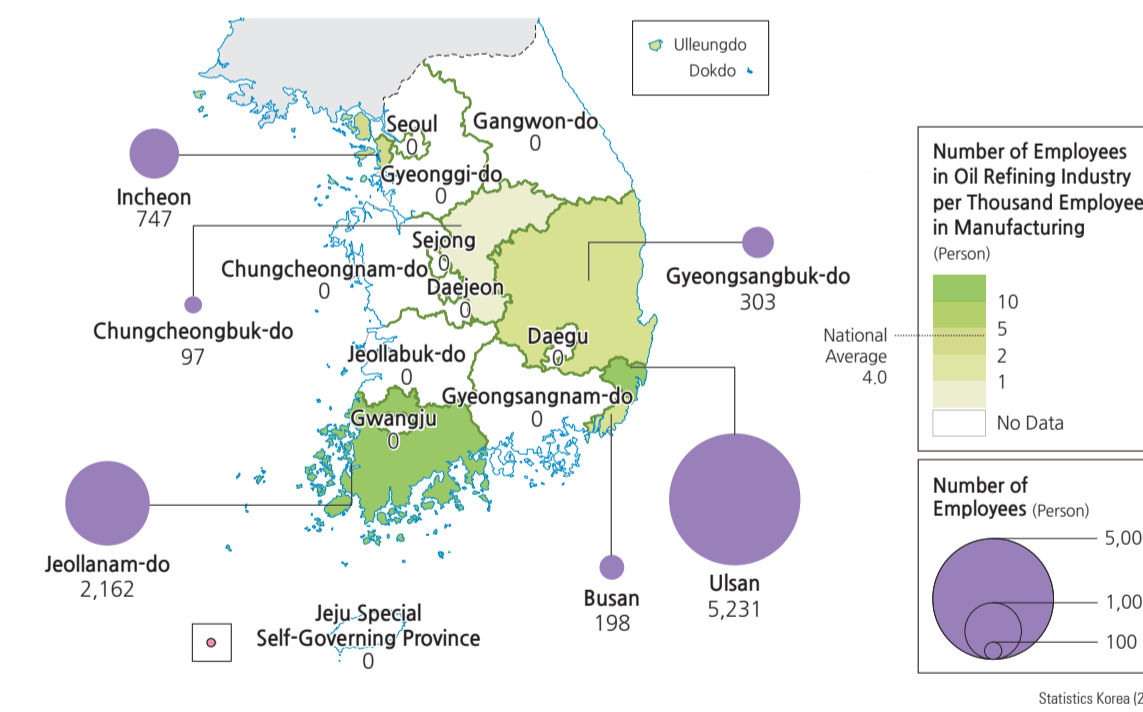 Ulleungdo
Dokdo
Seoul
0
Gangwon-do
0
Gyeonggi-do
0
Incheon
747
Sejong
0
Chungcheongnam-do
0
Daejeon
0
Chungcheongbuk-do
97
Gyeongsangbuk-do
303
Daegu
0
Jeollabuk-do
0
Gyeongsangnam-do
0
Gwangju
0
Jeollanam-do
2,162
Busan
198
Ulsan
5,231
Jeju Special
Self-Governing Province
0
Number of Employees
in Oil Refining Industry
per Thousand Employee
in Manufacturing
(Person)
10
5
2
1
National
Average
4.0
No Data
Number of
Employees (Person)
5,00
1,00
100
Statistics Korea (2